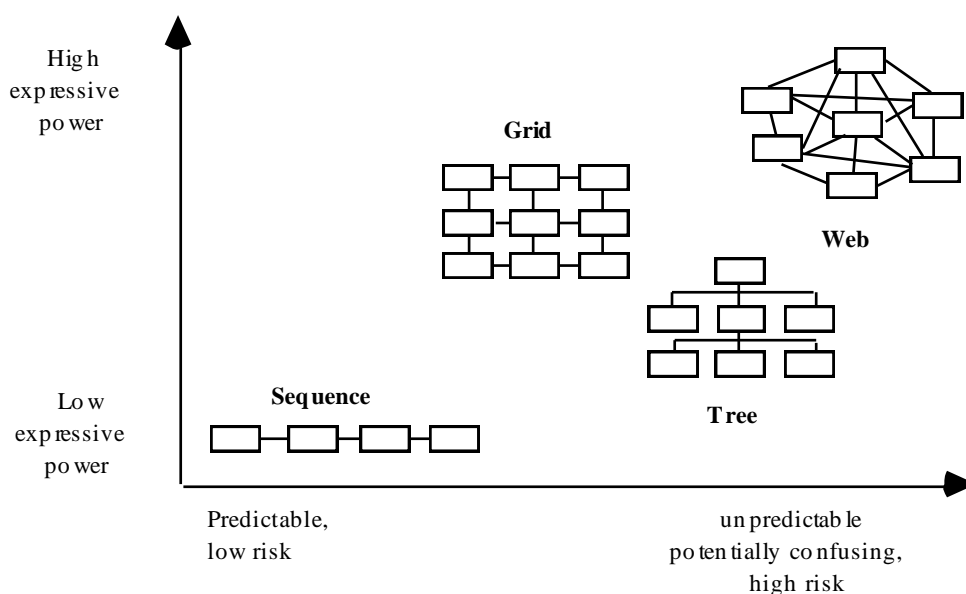 High
expressive
power
Grid
Web
Sequence
Tree
Low
expressive
power
Predictable,
low risk
unpredictable
potentially confusing,
high risk